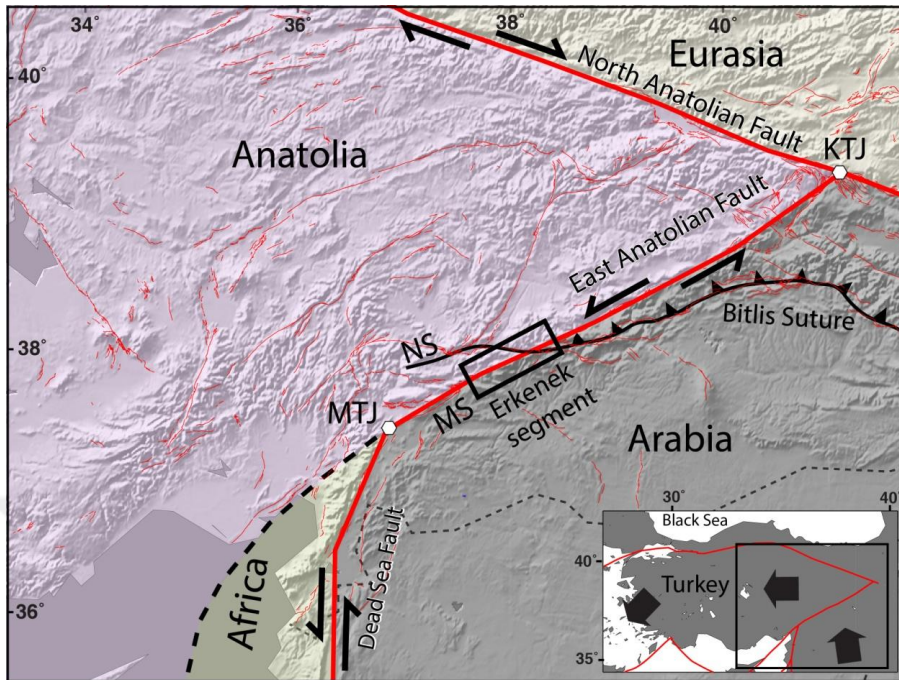 34°
36°
38°
40°
40°
38°
36°
Eurasia
North Anatolian Fault
KTJ
Anatolia
East Anatolian Fault
Bitlis Suture
NS
MS
Erkenek
segment
MTJ
Arabia
Africa
Dead Sea Fault
30°
40°
Black Sea
40°
Turkey
35°